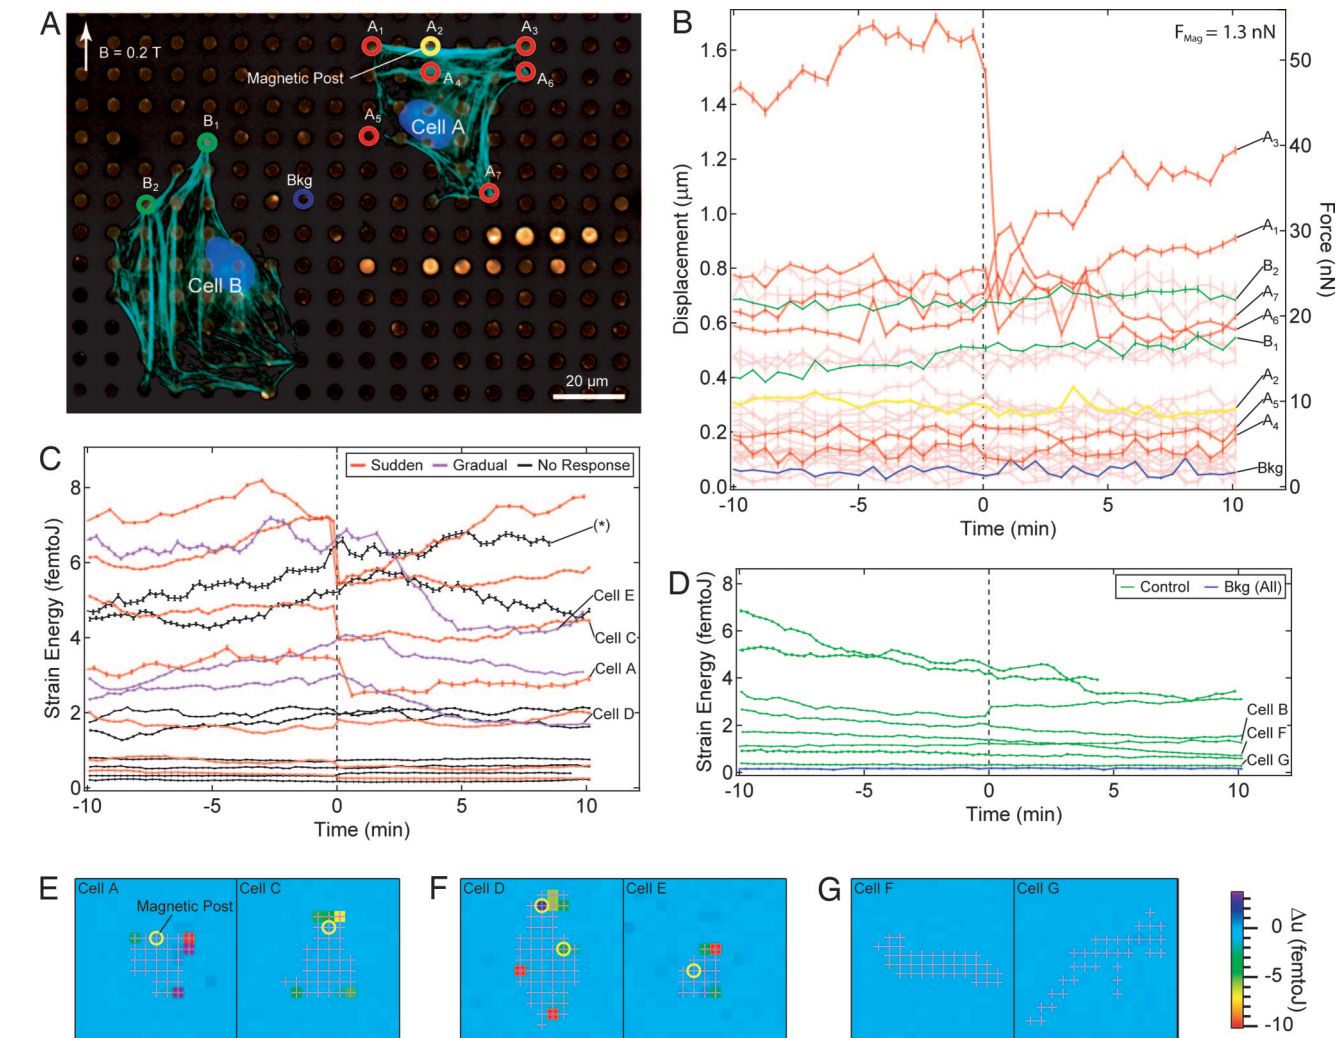 A
B = 0.2 T
A1
A2
A3
Magnetic Post
A4
A6
A5
Cell A
A7
B1
B2
Bkg
Cell B
20 μm
B
FMag = 1.3 nN
Displacement (μm)
1.6
1.4
1.2
1.0
0.8
0.6
0.4
0.2
0.0
50
40
30
20
10
0
Force (nN)
A3
A1
B2
A7
A6
B1
A2
A5
A4
Bkg
-10
-5
0
5
10
Time (min)
C
Sudden Gradual No Response
Strain Energy (femtoJ)
8
6
4
2
0
(*)
Cell E
Cell C
Cell A
Cell D
-10
-5
0
5
10
Time (min)
D
Control Bkg (All)
Strain Energy (femtoJ)
8
6
4
2
0
Cell B
Cell F
Cell G
-10
-5
0
5
10
Time (min)
E
Cell A
Magnetic Post
Cell C
F
Cell D
Cell E
G
Cell F
Cell G
0
-5
-10
Δu (femtoJ)